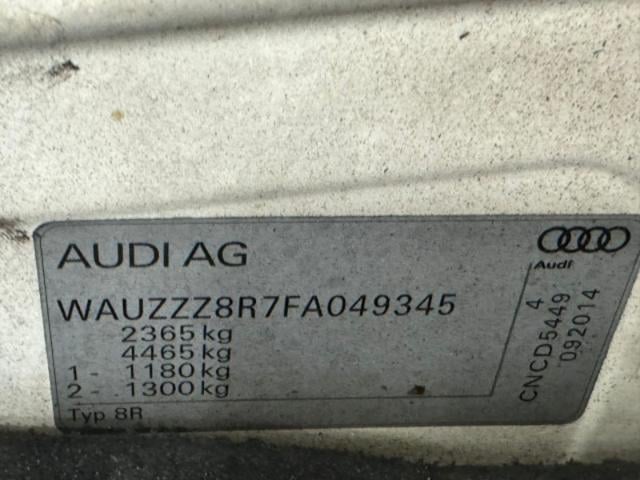 AUDI AG
Audi
WAUZZZ8R7FA049345
2365 kg
4465 kg
1 - 1180 kg
2 - 1300 kg
Typ 8R
CNCD5449 4
092014